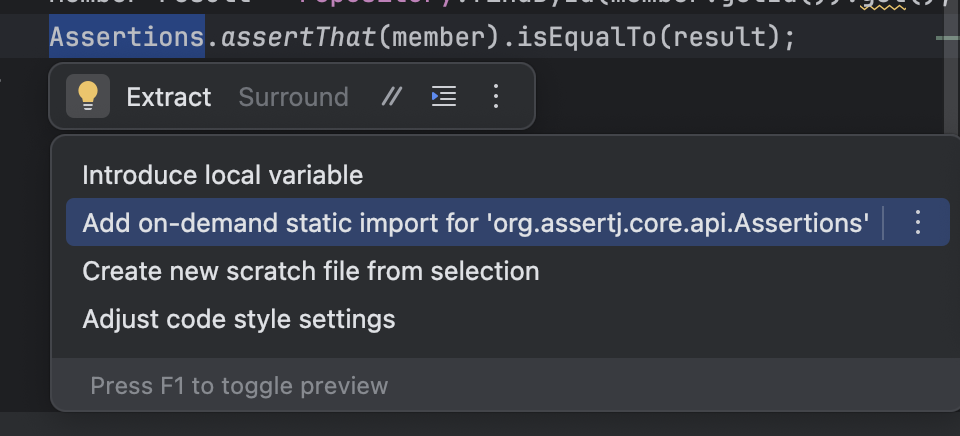 Member result = repository.findById(member.getId()).get();
Assertions.assertThat(member).isEqualTo(result);
Extract Surround //
Introduce local variable
Add on-demand static import for 'org.assertj.core.api.Assertions'
Create new scratch file from selection
Adjust code style settings
Press F1 to toggle preview